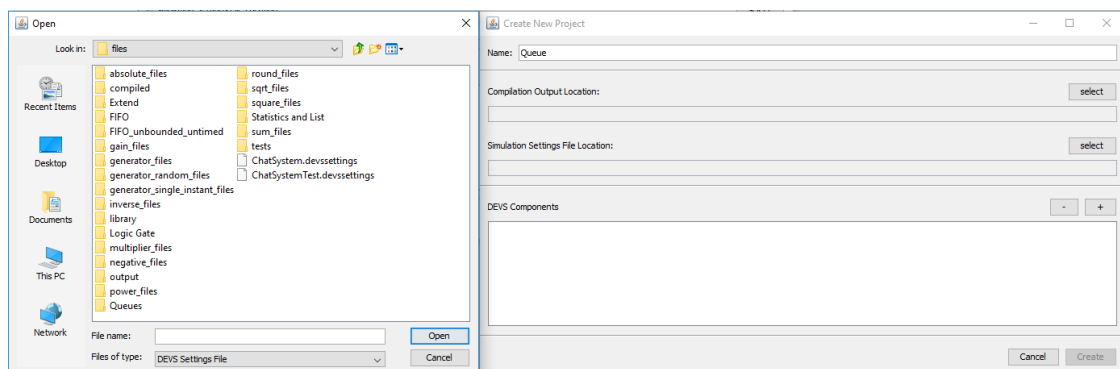 Open
Look in:
files
Recent Items
Desktop
Documents
This PC
Network
absolute_files
compiled
Extend
FIFO
FIFO_unbounded_untimed
gain_files
generator_files
generator_random_files
generator_single_instant_files
inverse_files
library
Logic Gate
multiplier_files
negative_files
output
power_files
Queues
round_files
sqrt_files
square_files
Statistics and List
sum_files
tests
ChatSystem.devssettings
ChatSystemTest.devssettings
File name:
Open
Files of type:
DEVS Settings File
Cancel
Create New Project
Name: Queue
Compilation Output Location:
select
Simulation Settings File Location:
select
DEVS Components
- +
Cancel Create